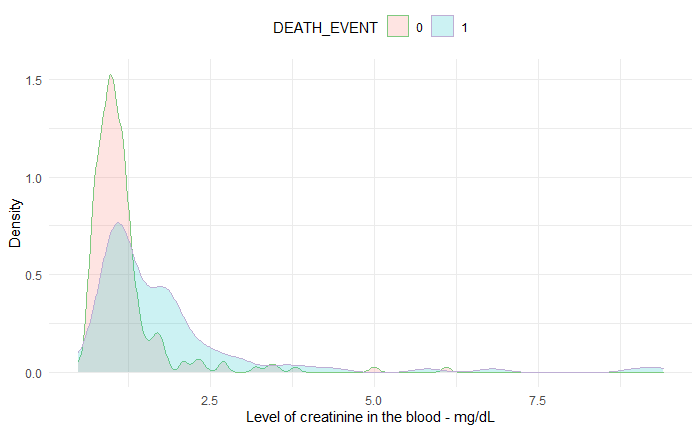 DEATH_EVENT 0 1
1.5
1.0
0.5
0.0
Density
2.5 5.0 7.5
Level of creatinine in the blood - mg/dL